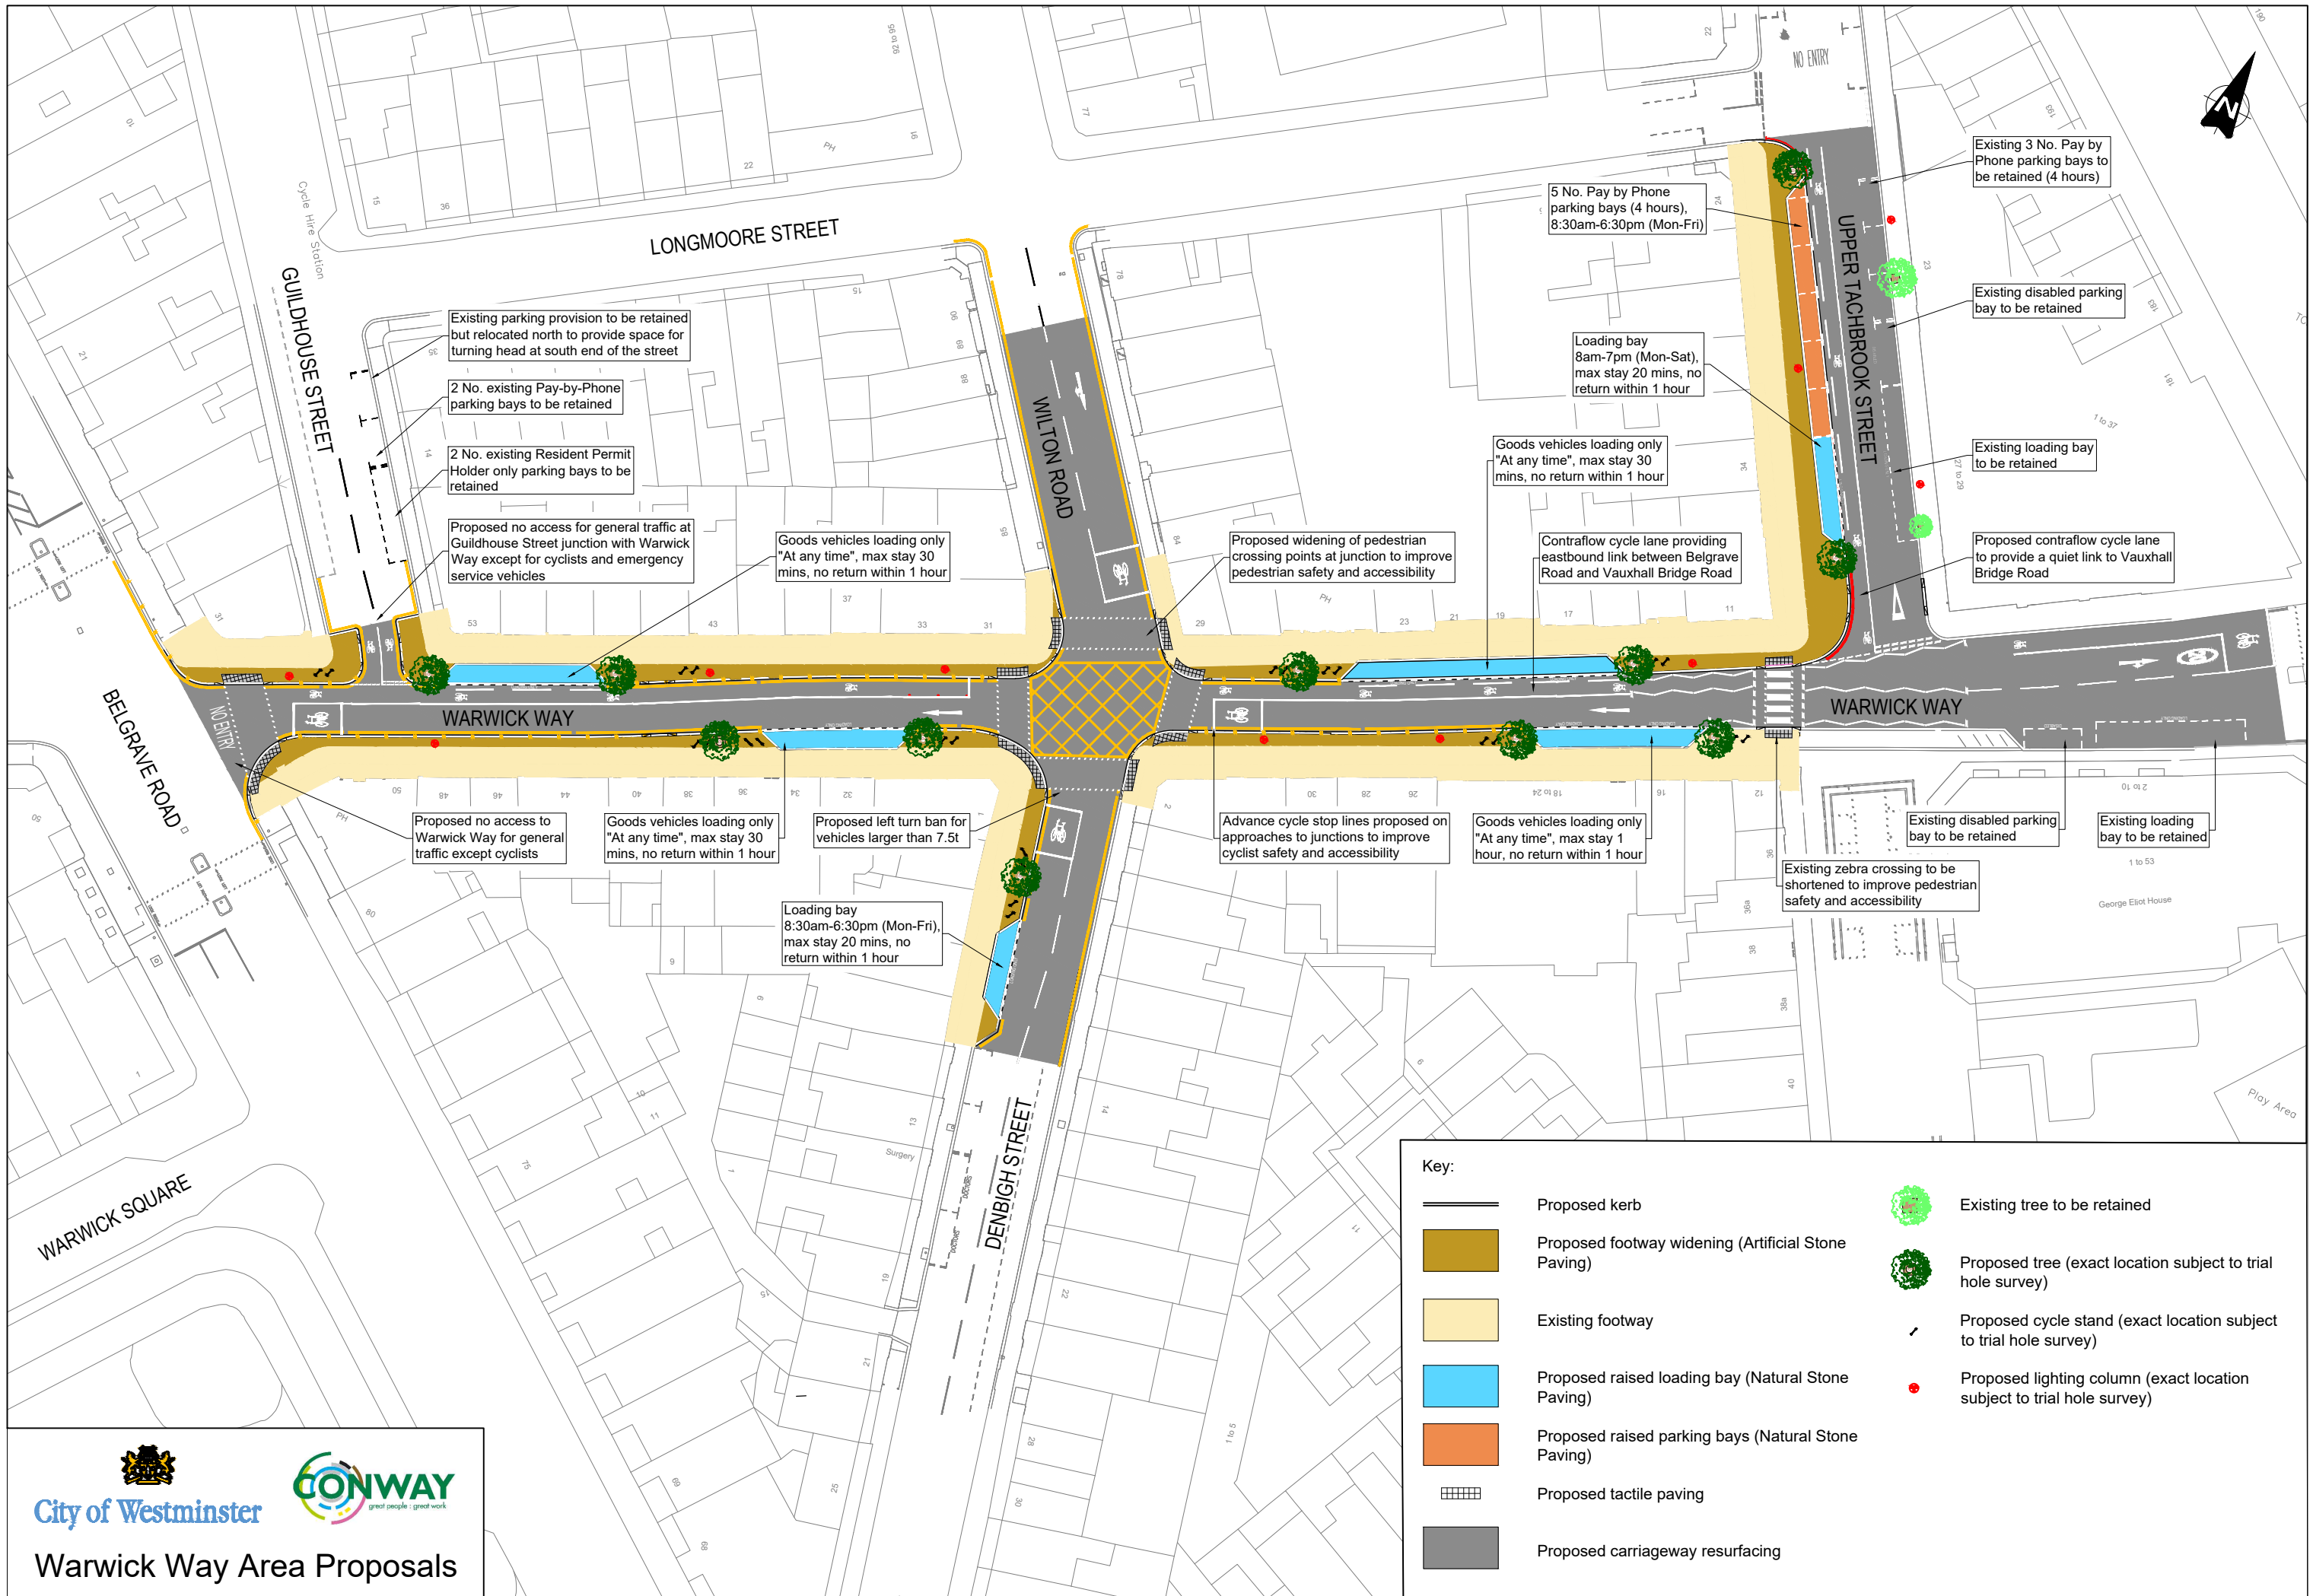 LONGMOORE STREET
GUILDHOUSE STREET
Cycle Hire Station
WILTON ROAD
UPPER TACHBROOK STREET
NO ENTRY
N
BELGRAVE ROAD
NO ENTRY
WARWICK WAY
WARWICK WAY
DENBIGH STREET
WARWICK SQUARE
Existing parking provision to be retained
but relocated north to provide space for
turning head at south end of the street
2 No. existing Pay-by-Phone
parking bays to be retained
2 No. existing Resident Permit
Holder only parking bays to be
retained
Proposed no access for general traffic at
Guildhouse Street junction with Warwick
Way except for cyclists and emergency
service vehicles
Goods vehicles loading only
"At any time", max stay 30
mins, no return within 1 hour
Proposed widening of pedestrian
crossing points at junction to improve
pedestrian safety and accessibility
Goods vehicles loading only
"At any time", max stay 30
mins, no return within 1 hour
Contraflow cycle lane providing
eastbound link between Belgrave
Road and Vauxhall Bridge Road
Loading bay
8am-7pm (Mon-Sat),
max stay 20 mins, no
return within 1 hour
5 No. Pay by Phone
parking bays (4 hours),
8:30am-6:30pm (Mon-Fri)
Existing 3 No. Pay by
Phone parking bays to
be retained (4 hours)
Existing disabled parking
bay to be retained
Existing loading bay
to be retained
Proposed contraflow cycle lane
to provide a quiet link to Vauxhall
Bridge Road
Proposed no access to
Warwick Way for general
traffic except cyclists
Goods vehicles loading only
"At any time", max stay 30
mins, no return within 1 hour
Proposed left turn ban for
vehicles larger than 7.5t
Loading bay
8:30am-6:30pm (Mon-Fri),
max stay 20 mins, no
return within 1 hour
Advance cycle stop lines proposed on
approaches to junctions to improve
cyclist safety and accessibility
Goods vehicles loading only
"At any time", max stay 1
hour, no return within 1 hour
Existing zebra crossing to be
shortened to improve pedestrian
safety and accessibility
Existing disabled parking
bay to be retained
Existing loading
bay to be retained
PH
PH
PH
Surgery
George Eliot House
1 to 53
2 to 10
1 to 37
27 to 29
18 to 24
1 to 5
Play Area
Key:
Proposed kerb
Proposed footway widening (Artificial Stone
Paving)
Existing footway
Proposed raised loading bay (Natural Stone
Paving)
Proposed raised parking bays (Natural Stone
Paving)
Proposed tactile paving
Proposed carriageway resurfacing
Existing tree to be retained
Proposed tree (exact location subject to trial
hole survey)
Proposed cycle stand (exact location subject
to trial hole survey)
Proposed lighting column (exact location
subject to trial hole survey)
City of Westminster
CONWAY
great people : great work
Warwick Way Area Proposals